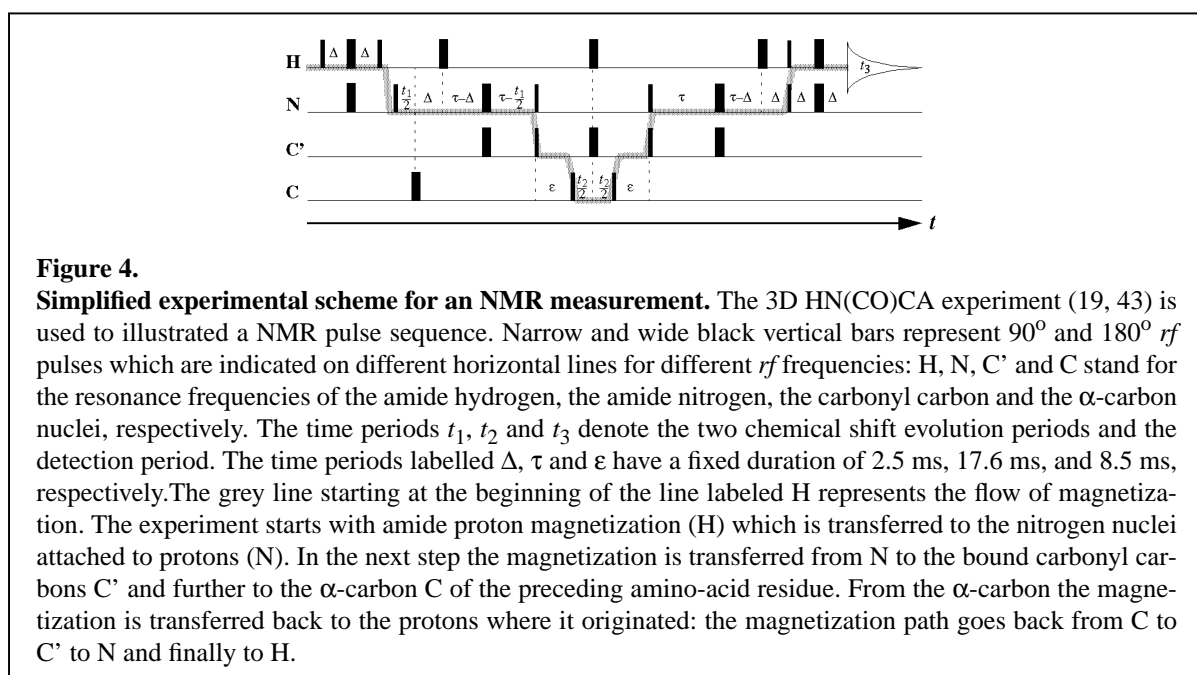 H Δ Δ t3
N t1/2 Δ τ–Δ τ–t1/2 τ τ–Δ Δ Δ Δ
C’
C ε t2/2 t2/2 ε
t
Figure 4.
Simplified experimental scheme for an NMR measurement. The 3D HN(CO)CA experiment (19, 43) is
used to illustrated a NMR pulse sequence. Narrow and wide black vertical bars represent 90o and 180o rf
pulses which are indicated on different horizontal lines for different rf frequencies: H, N, C’ and C stand for
the resonance frequencies of the amide hydrogen, the amide nitrogen, the carbonyl carbon and the α-carbon
nuclei, respectively. The time periods t1, t2 and t3 denote the two chemical shift evolution periods and the
detection period. The time periods labelled Δ, τ and ε have a fixed duration of 2.5 ms, 17.6 ms, and 8.5 ms,
respectively.The grey line starting at the beginning of the line labeled H represents the flow of magnetiza-
tion. The experiment starts with amide proton magnetization (H) which is transferred to the nitrogen nuclei
attached to protons (N). In the next step the magnetization is transferred from N to the bound carbonyl car-
bons C’ and further to the α-carbon C of the preceding amino-acid residue. From the α-carbon the magne-
tization is transferred back to the protons where it originated: the magnetization path goes back from C to
C’ to N and finally to H.